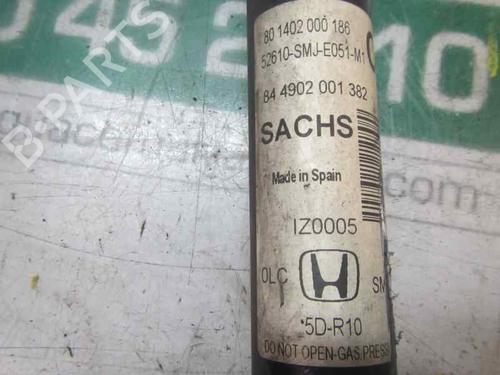 80 1402 000 186
52610-SMJ-E051-M1
84 4902 001 382
SACHS
Made in Spain
IZ0005
OLC
SM
5D-R10
DO NOT OPEN-GAS PRESS